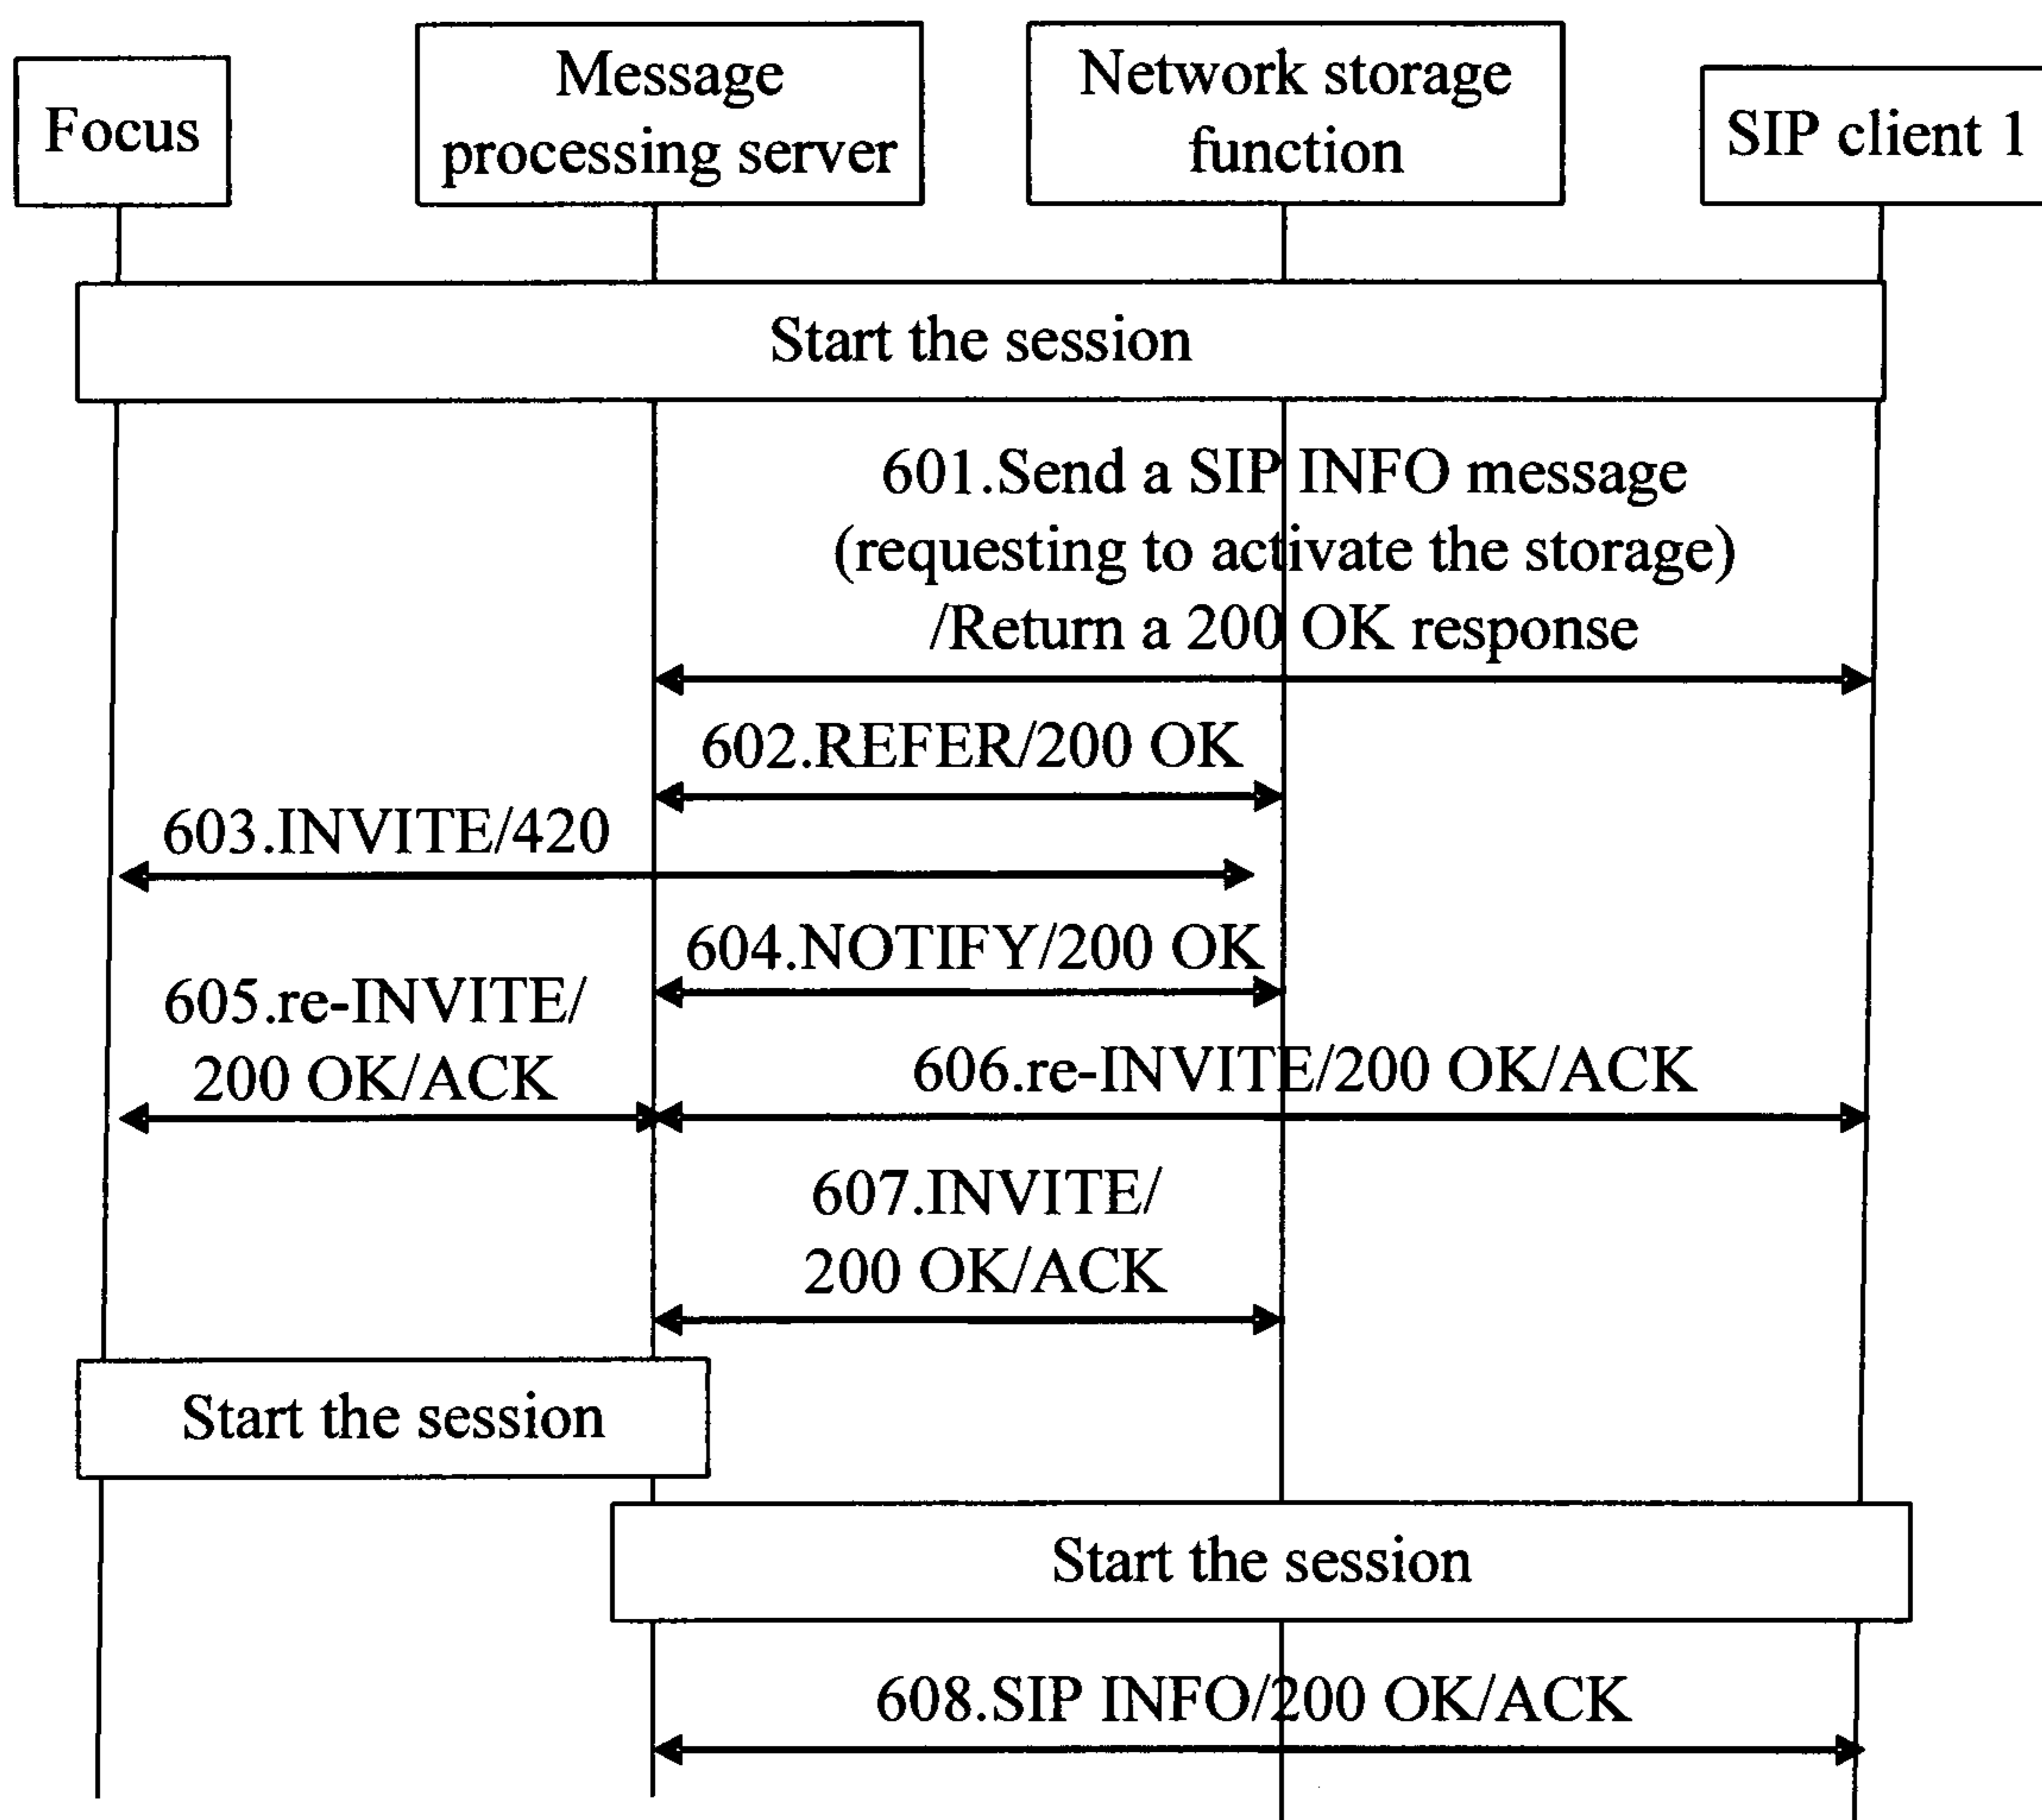 Focus
Message
processing server
Network storage
function
SIP client 1
Start the session
601.Send a SIP INFO message
(requesting to activate the storage)
/Return a 200 OK response
602.REFER/200 OK
603.INVITE/420
604.NOTIFY/200 OK
605.re-INVITE/
200 OK/ACK
606.re-INVITE/200 OK/ACK
607.INVITE/
200 OK/ACK
Start the session
Start the session
608.SIP INFO/200 OK/ACK